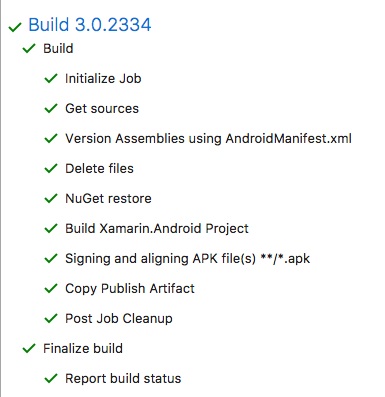 Build 3.0.2334
Build
Initialize Job
Get sources
Version Assemblies using AndroidManifest.xml
Delete files
NuGet restore
Build Xamarin.Android Project
Signing and aligning APK file(s) **/*.apk
Copy Publish Artifact
Post Job Cleanup
Finalize build
Report build status